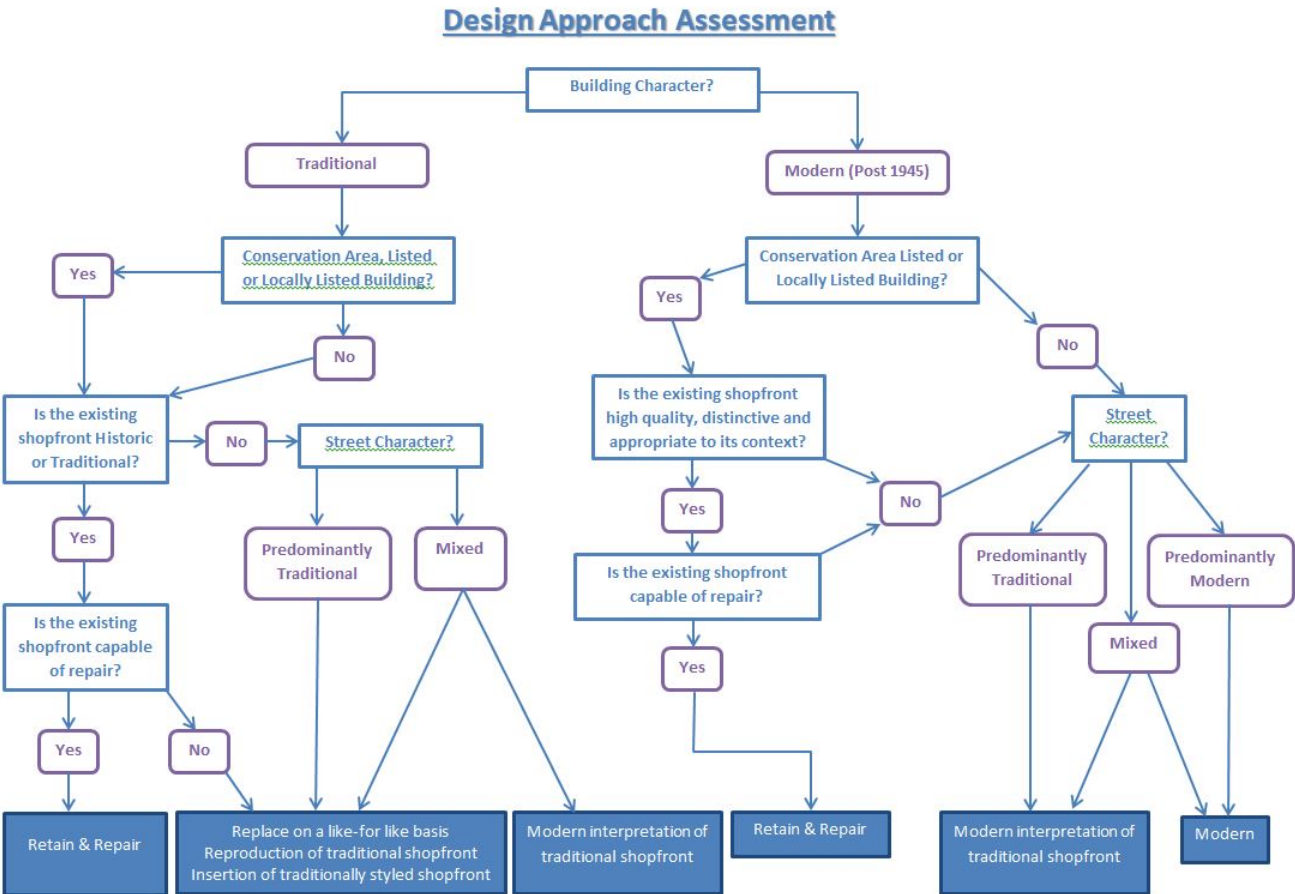 Design Approach Assessment
Building Character?
Traditional
Modern (Post 1945)
Conservation Area, Listed
or Locally Listed Building?
Conservation Area Listed or
Locally Listed Building?
Yes
No
Yes
No
Is the existing
shopfront Historic
or Traditional?
No
Street Character?
Is the existing shopfront
high quality, distinctive and
appropriate to its context?
Street
Character?
Yes
Predominantly
Traditional
Mixed
Yes
No
Is the existing shopfront
capable of repair?
Predominantly
Traditional
Predominantly
Modern
Mixed
Is the existing
shopfront capable
of repair?
Yes
Yes
No
Retain & Repair
Replace on a like-for like basis
Reproduction of traditional shopfront
Insertion of traditionally styled shopfront
Modern interpretation of
traditional shopfront
Retain & Repair
Modern interpretation of
traditional shopfront
Modern